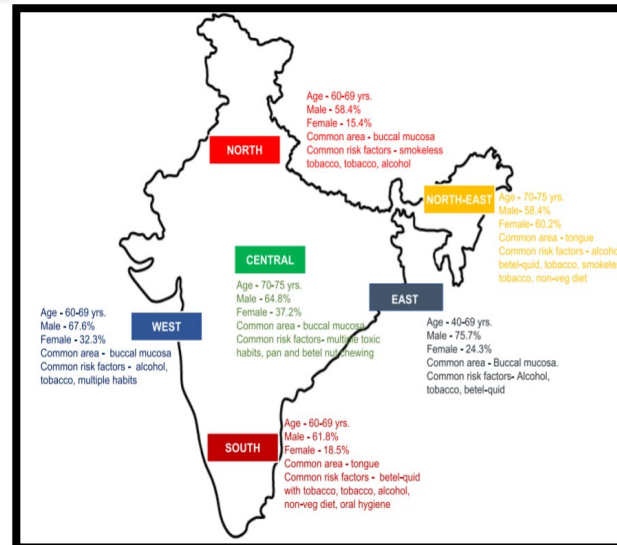 Age - 60-69 yrs.
Male - 58.4%
Female - 15.4%
Common area - buccal mucosa
Common risk factors - smokeless
tobacco, tobacco, alcohol
NORTH
NORTH-EAST
Age - 70-75 yrs.
Male- 58.4%
Female- 60.2%
Common area - tongue
Common risk factors - alcoho
betel-quid, tobacco, smokele
tobacco, non-veg diet
CENTRAL
Age - 70-75 yrs.
Male - 64.8%
Female - 37.2%
Common area - buccal mucosa
Common risk factors- multiple toxic
habits, pan and betel nut chewing
EAST
Age - 40-69 yrs.
Male - 75.7%
Female - 24.3%
Common area - Buccal mucosa.
Common risk factors- Alcohol,
tobacco, betel-quid
WEST
Age - 60-69 yrs.
Male - 67.6%
Female - 32.3%
Common area - buccal mucosa
Common risk factors - alcohol,
tobacco, multiple habits
SOUTH
Age - 60-69 yrs.
Male - 61.8%
Female - 18.5%
Common area - tongue
Common risk factors - betel-quid
with tobacco, tobacco, alcohol,
non-veg diet, oral hygiene